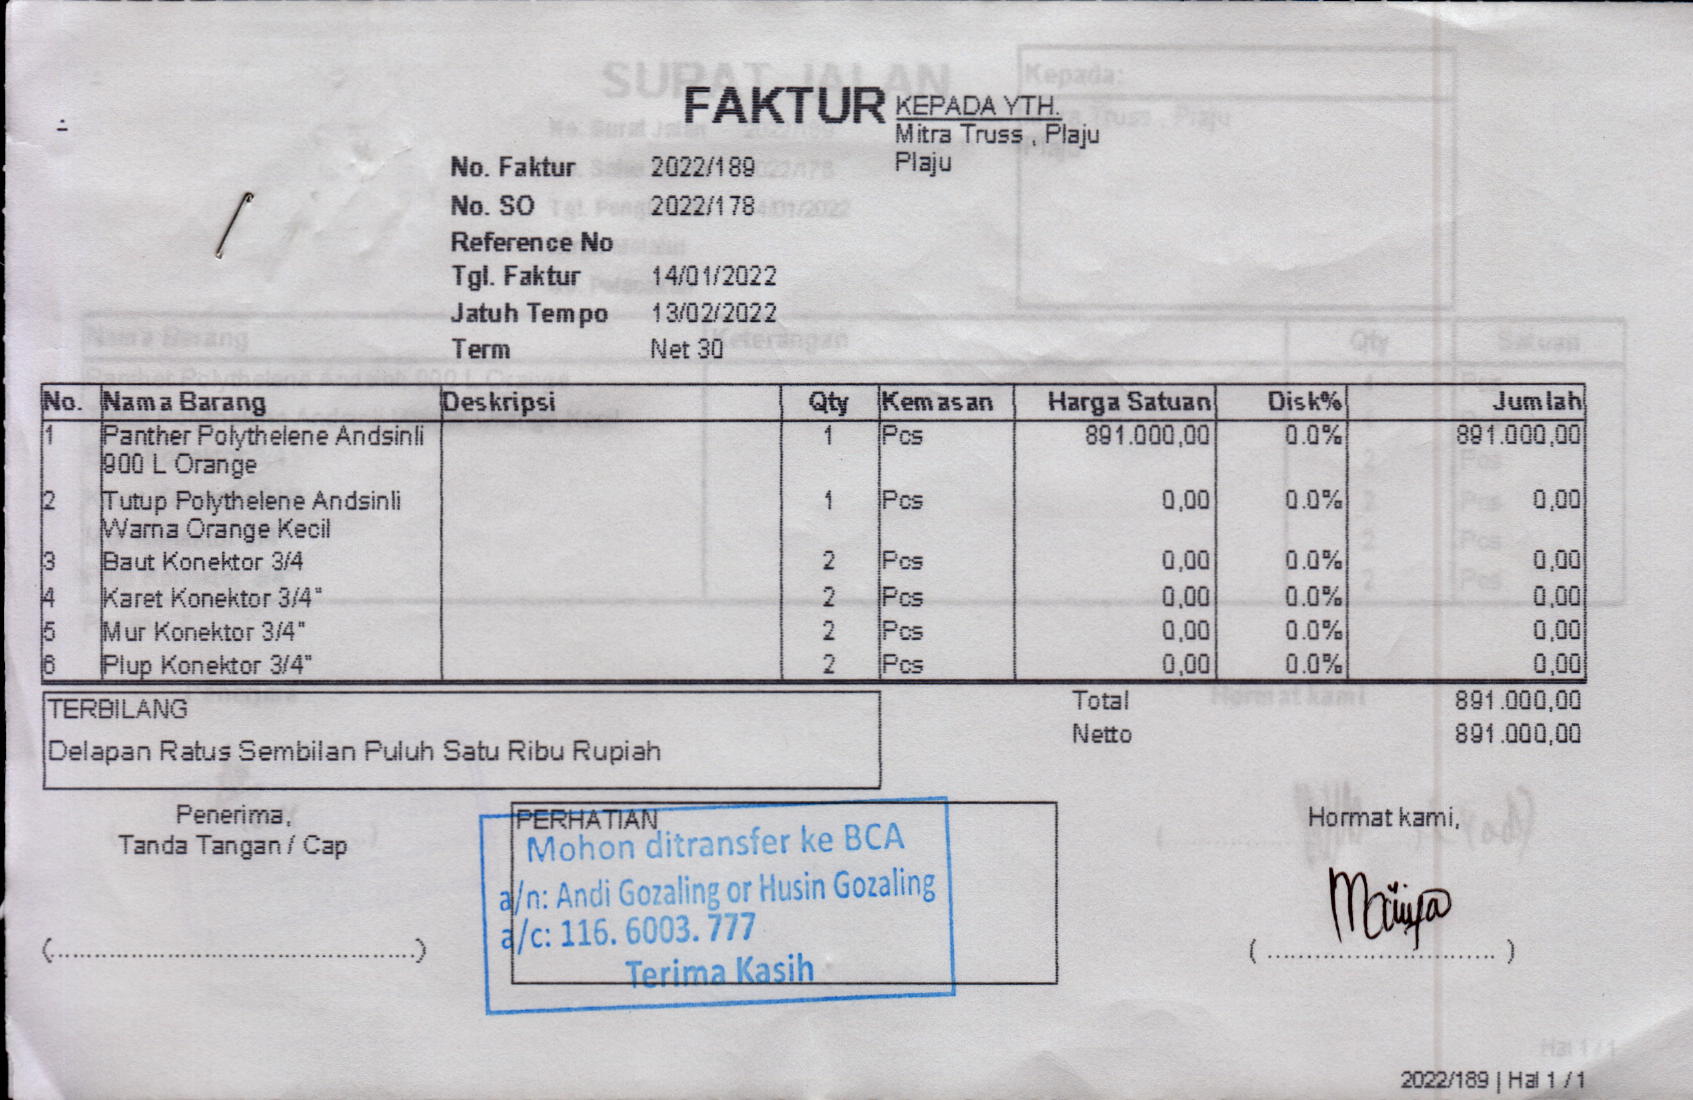 FAKTUR
KEPADA YTH.
Mitra Truss , Plaju
Plaju
No. Faktur 2022/189
No. SO 2022/178
Reference No
Tgl. Faktur 14/01/2022
Jatuh Tempo 13/02/2022
Term Net 30
No. Nama Barang Deskripsi Qty Kemasan Harga Satuan Disk% Jumlah
1 Panther Polythelene Andsinli 1 Pcs 891.000,00 0.0% 891.000,00
900 L Orange
2 Tutup Polythelene Andsinli 1 Pcs 0,00 0.0% 0,00
Warna Orange Kecil
3 Baut Konektor 3/4 2 Pcs 0,00 0.0% 0,00
4 Karet Konektor 3/4" 2 Pcs 0,00 0.0% 0,00
5 Mur Konektor 3/4" 2 Pcs 0,00 0.0% 0,00
6 Plup Konektor 3/4" 2 Pcs 0,00 0.0% 0,00
Total 891.000,00
Netto 891.000,00
TERBILANG
Delapan Ratus Sembilan Puluh Satu Ribu Rupiah
Penerima,
Tanda Tangan / Cap
(................................................)
PERHATIAN
Mohon ditransfer ke BCA
a/n: Andi Gozaling or Husin Gozaling
a/c: 116. 6003. 777
Terima Kasih
Hormat kami,
( ............................. )
2022/189 | Hal 1 / 1